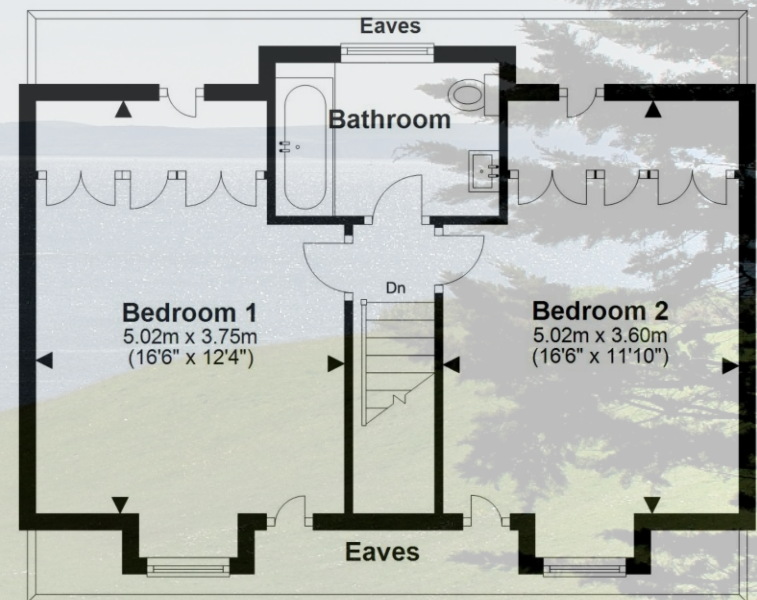 Eaves
Bathroom
Dn
Bedroom 1
5.02m x 3.75m
(16'6" x 12'4")
Bedroom 2
5.02m x 3.60m
(16'6" x 11'10")
Eaves